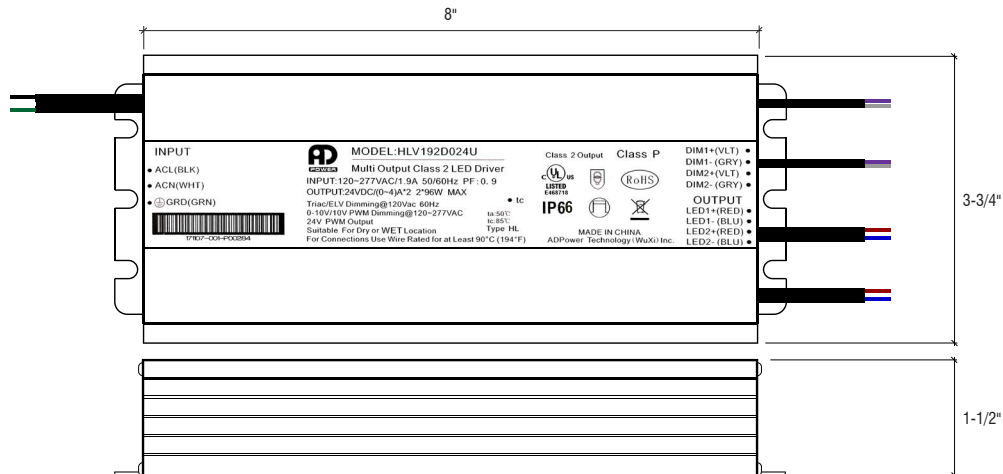 8"
INPUT
• ACL(BLK)
• ACN(WHT)
• GRD(GRN)
171107-001-P00284
AD
POWER
MODEL:HLV192D024U
Multi Output Class 2 LED Driver
INPUT:120~277VAC/1.9A 50/60Hz PF: 0. 9
OUTPUT:24VDC/(0~4)A*2 2*96W MAX
Triac/ELV Dimming@120Vac 60Hz
0-10V/10V PWM Dimming@120~277VAC
24V PWM Output
Suitable For Dry or WET Location
For Connections Use Wire Rated for at Least 90°C (194°F)
• tc
ta:50℃
tc:85℃
Type HL
Class 2 Output Class P
c UL us
LISTED
E468718
RoHS
IP66
MADE IN CHINA
ADPower Technology (WuXi) Inc.
DIM1+(VLT) •
DIM1- (GRY) •
DIM2+(VLT) •
DIM2- (GRY) •
OUTPUT
LED1+(RED) •
LED1- (BLU) •
LED2+(RED) •
LED2- (BLU) •
3-3/4"
1-1/2"